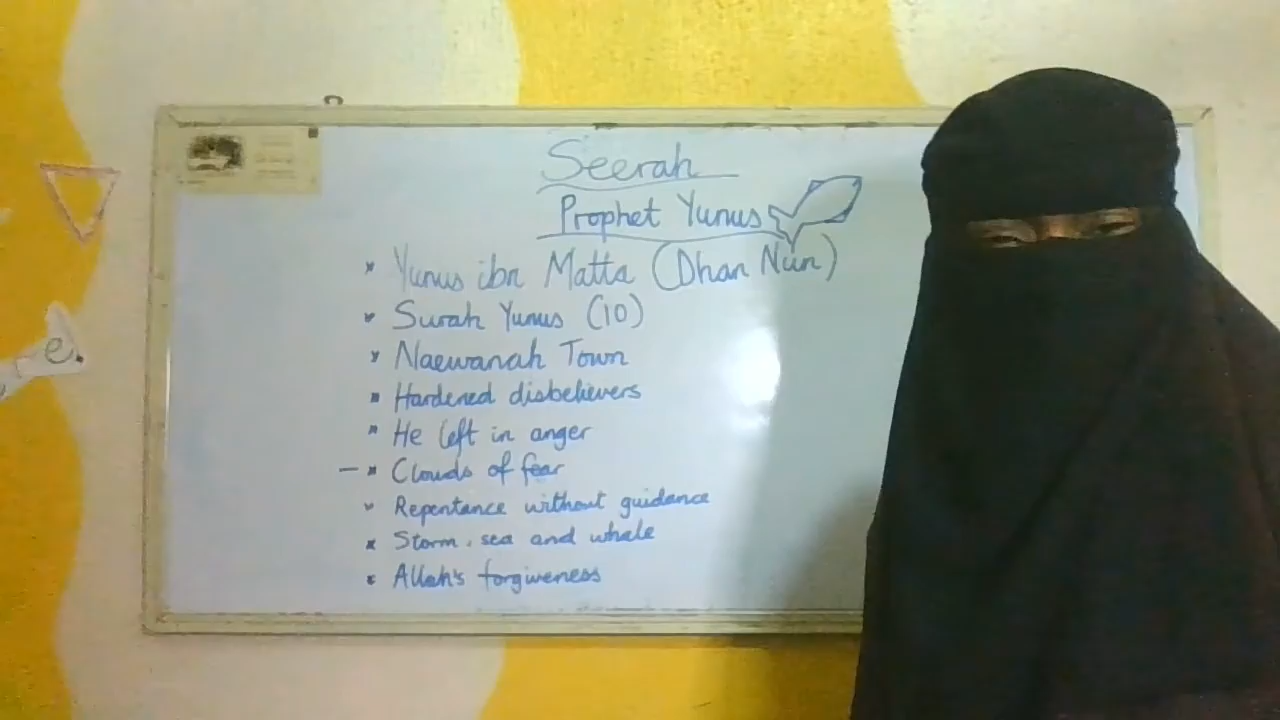 Seerah
Prophet Yunus
Yunus ibn Matta (Dhan Nun)
Surah Yunus (10)
Naewanah Town
Hardened disbelievers
He left in anger
— Clouds of fear
Repentance without guidance
Storm, sea and whale
Allah's forgiveness
e.